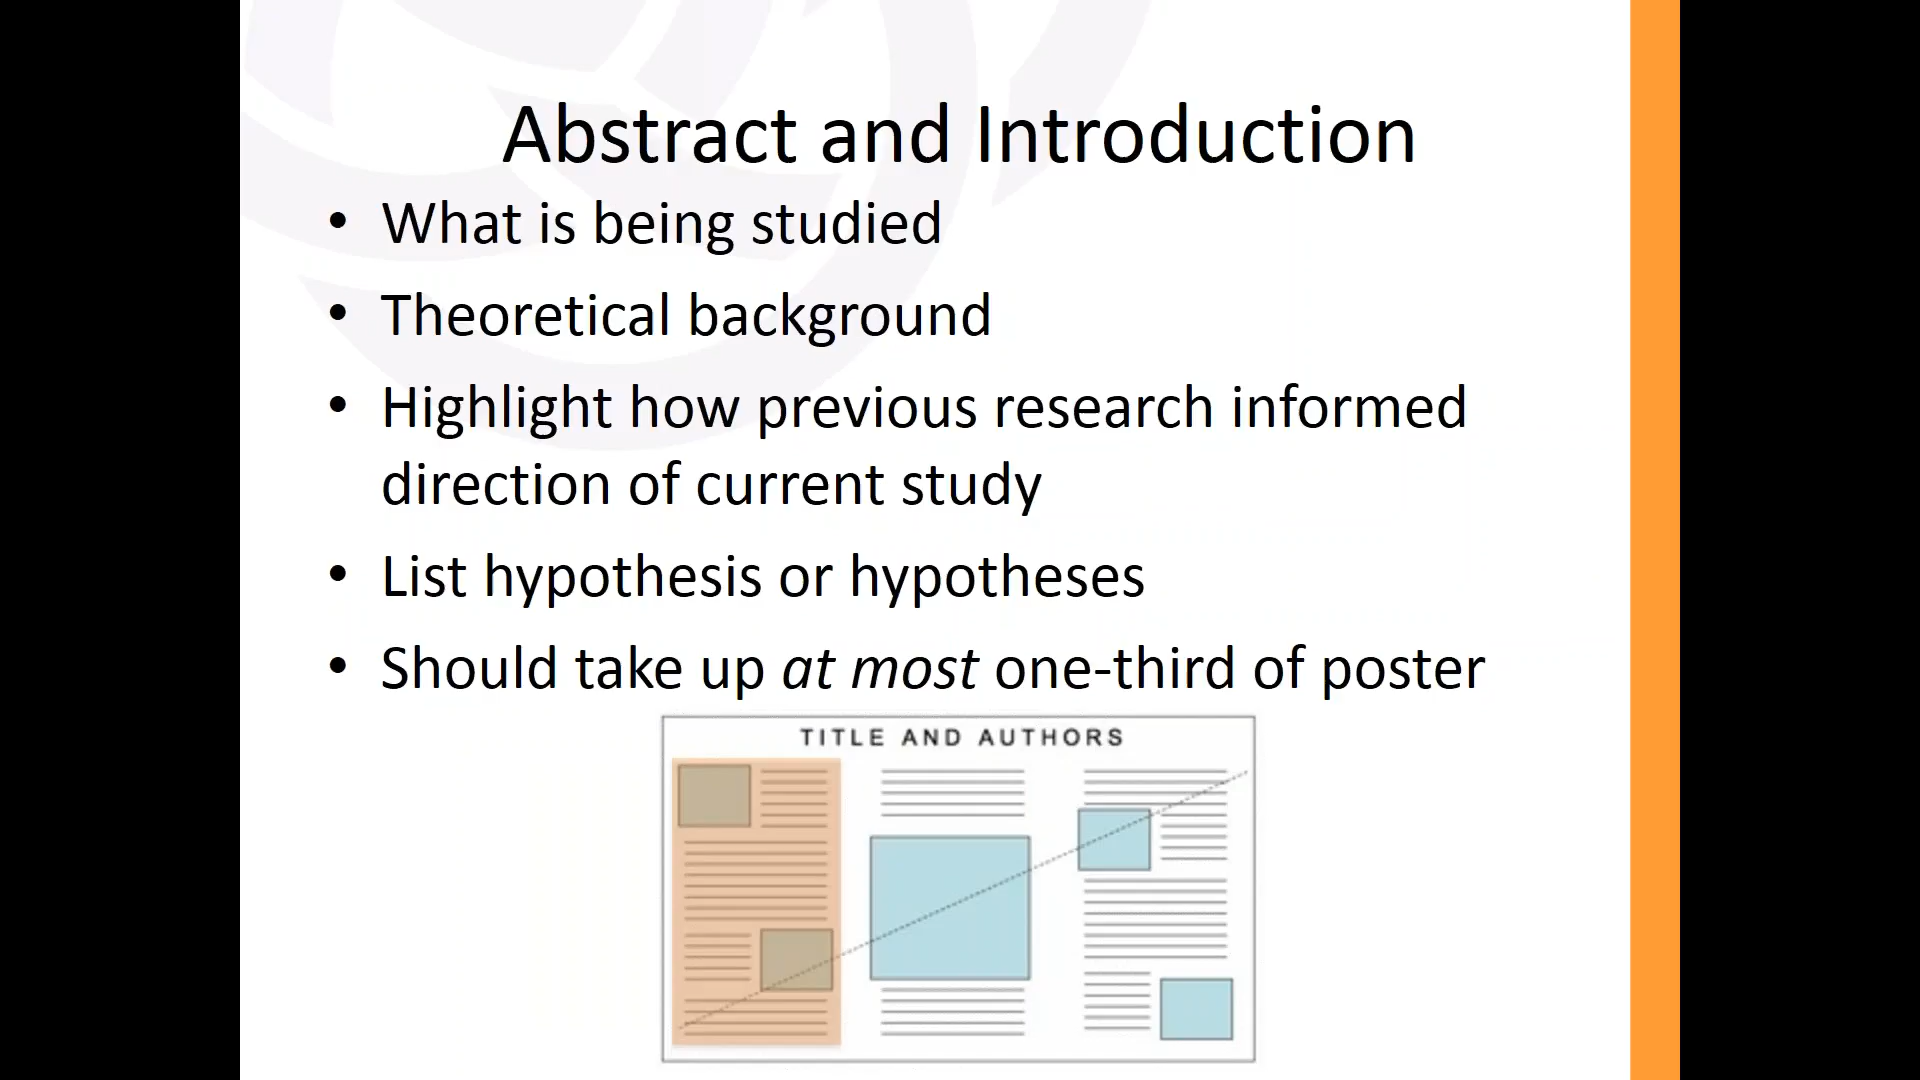 Abstract and Introduction
• What is being studied
• Theoretical background
• Highlight how previous research informed
direction of current study
• List hypothesis or hypotheses
• Should take up at most one-third of poster
TITLE AND AUTHORS